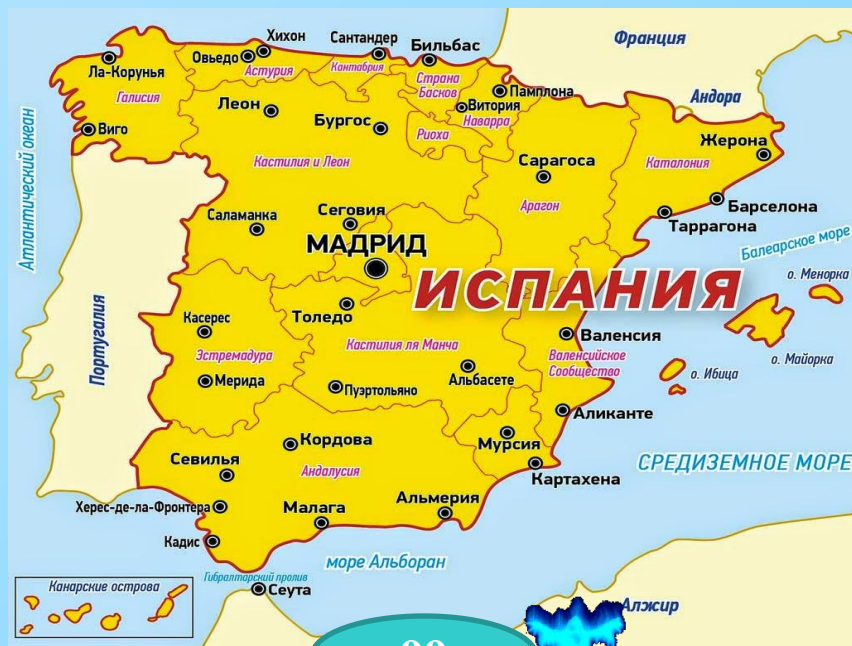 Франция
Хихон
Сантандер
Бильбас
Овьедо
Ла-Корунья
Астурия
Кантабрия
Страна
Басков
Памплона
Андора
Галисия
Леон
Витория
Наварра
Виго
Бургос
Риоха
Жерона
Атлантический океан
Кастилия и Леон
Сарагоса
Каталония
Сеговия
Арагон
Барселона
Саламанка
Таррагона
МАДРИД
Балеарское море
ИСПАНИЯ
о. Менорка
Португалия
Касерес
Толедо
Валенсия
Эстремадура
Кастилия ля Манча
Валенсийское
Сообщество
о. Майорка
о. Ибица
Мерида
Альбасете
Пуэртольяно
Аликанте
Кордова
Мурсия
Севилья
Андалусия
СРЕДИЗЕМНОЕ МОРЕ
Картахена
Херес-де-ла-Фронтера
Малага
Альмерия
Кадис
море Альборан
Гибралтарский пролив
Канарские острова
Сеута
Алжир